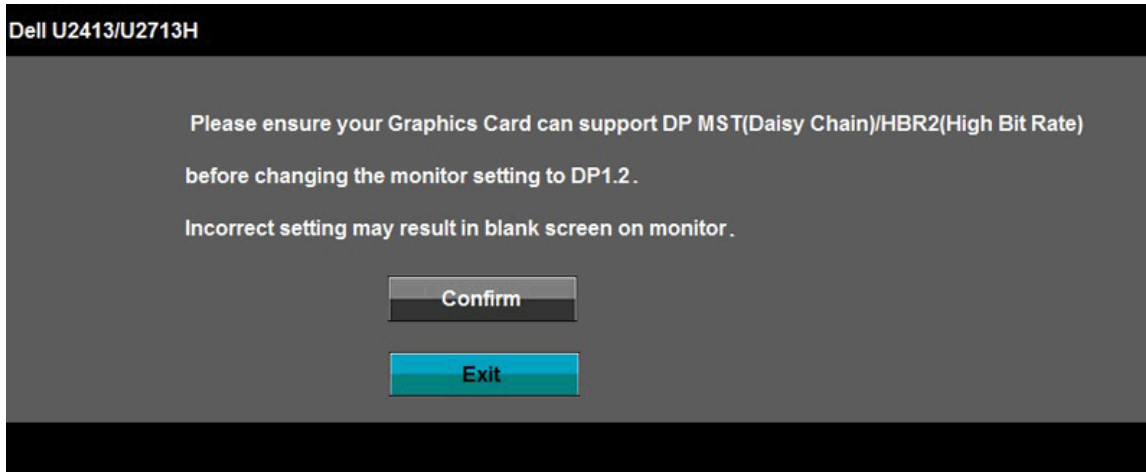 Dell U2413/U2713H
Please ensure your Graphics Card can support DP MST(Daisy Chain)/HBR2(High Bit Rate)
before changing the monitor setting to DP1.2.
Incorrect setting may result in blank screen on monitor.
Confirm
Exit